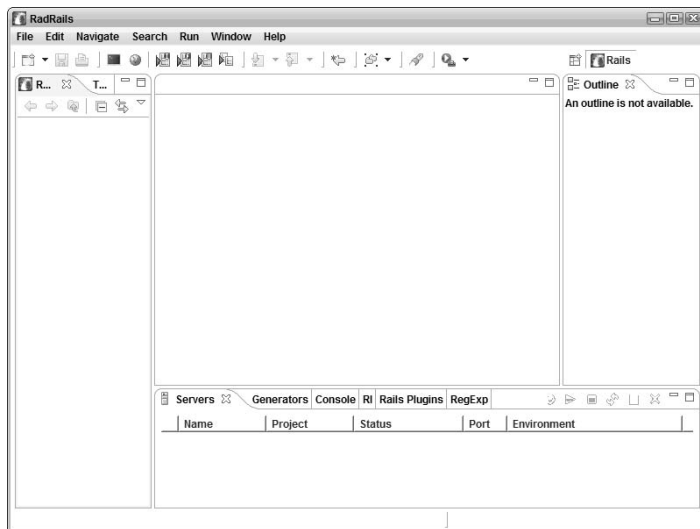 RadRails
File Edit Navigate Search Run Window Help
Rails
R... T... Outline
An outline is not available.
Servers Generators Console RI Rails Plugins RegExp
Name Project Status Port Environment